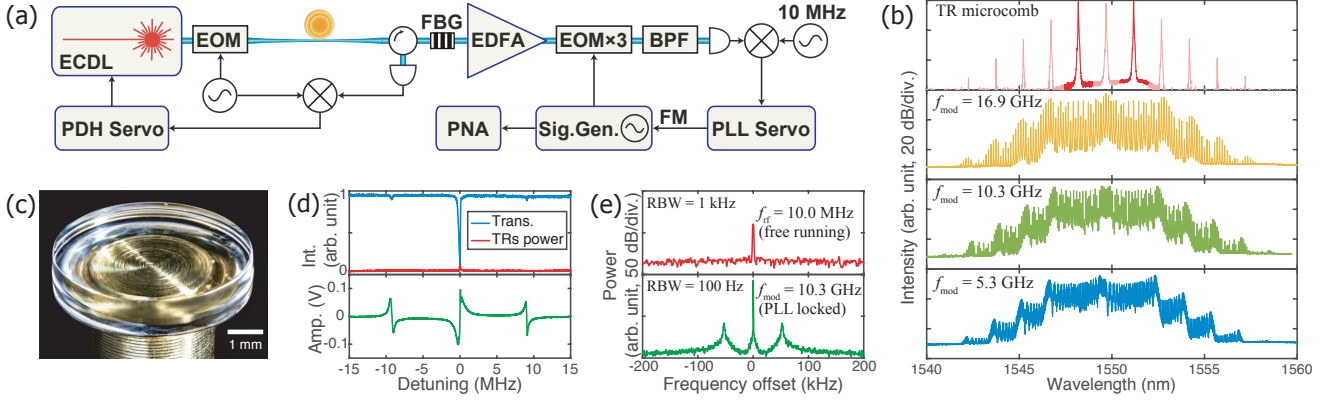 (a)
FBG
10 MHz
ECDL
EOM
EDFA
EOM×3
BPF
PDH Servo
PNA
Sig.Gen.
FM
PLL Servo
(b)
TR microcomb
fmod = 16.9 GHz
fmod = 10.3 GHz
fmod = 5.3 GHz
Intensity (arb. unit, 20 dB/div.)
1540
1545
1550
1555
1560
Wavelength (nm)
(c)
1 mm
(d)
Int.
(arb. unit)
1
0
Trans.
TRs power
Amp. (V)
0.1
0
-0.1
-15
-10
-5
0
5
10
15
Detuning (MHz)
(e)
Power
(arb. unit, 50 dB/div.)
RBW = 1 kHz
frf = 10.0 MHz
(free running)
RBW = 100 Hz
fmod = 10.3 GHz
(PLL locked)
-200
-100
0
100
200
Frequency offset (kHz)